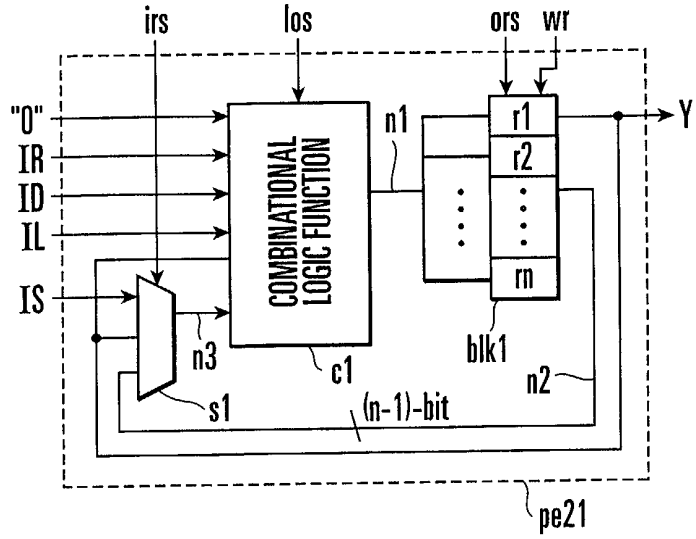 irs
los
ors
wr
"0"
IR
ID
IL
IS
COMBINATIONAL
LOGIC FUNCTION
n1
r1
r2
rn
Y
n3
c1
blk1
n2
s1
(n-1)-bit
pe21